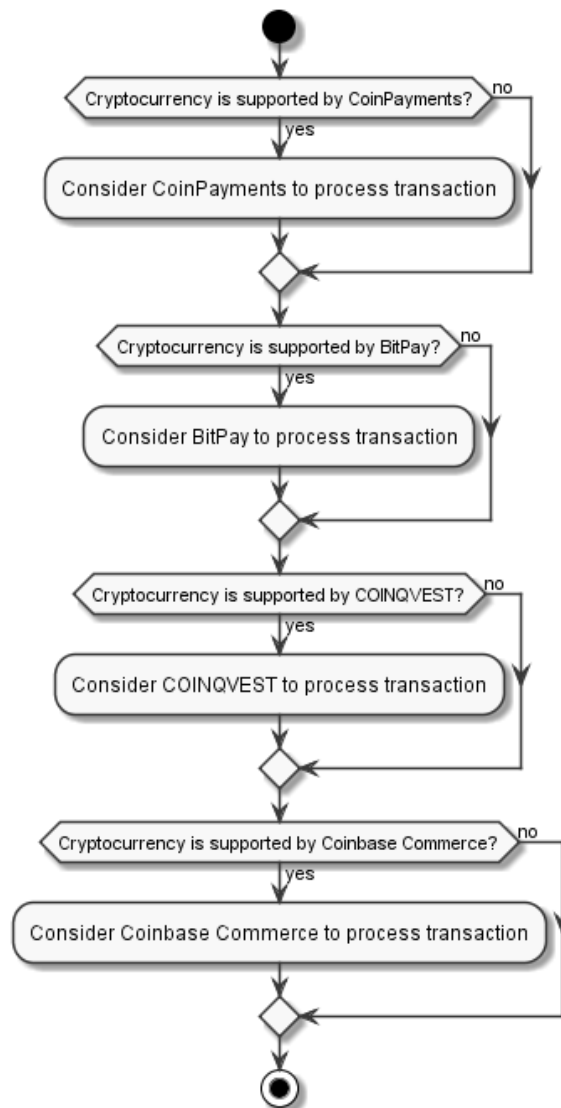 Cryptocurrency is supported by CoinPayments?
no
yes
Consider CoinPayments to process transaction
Cryptocurrency is supported by BitPay?
no
yes
Consider BitPay to process transaction
Cryptocurrency is supported by COINQVEST?
no
yes
Consider COINQVEST to process transaction
Cryptocurrency is supported by Coinbase Commerce?
no
yes
Consider Coinbase Commerce to process transaction